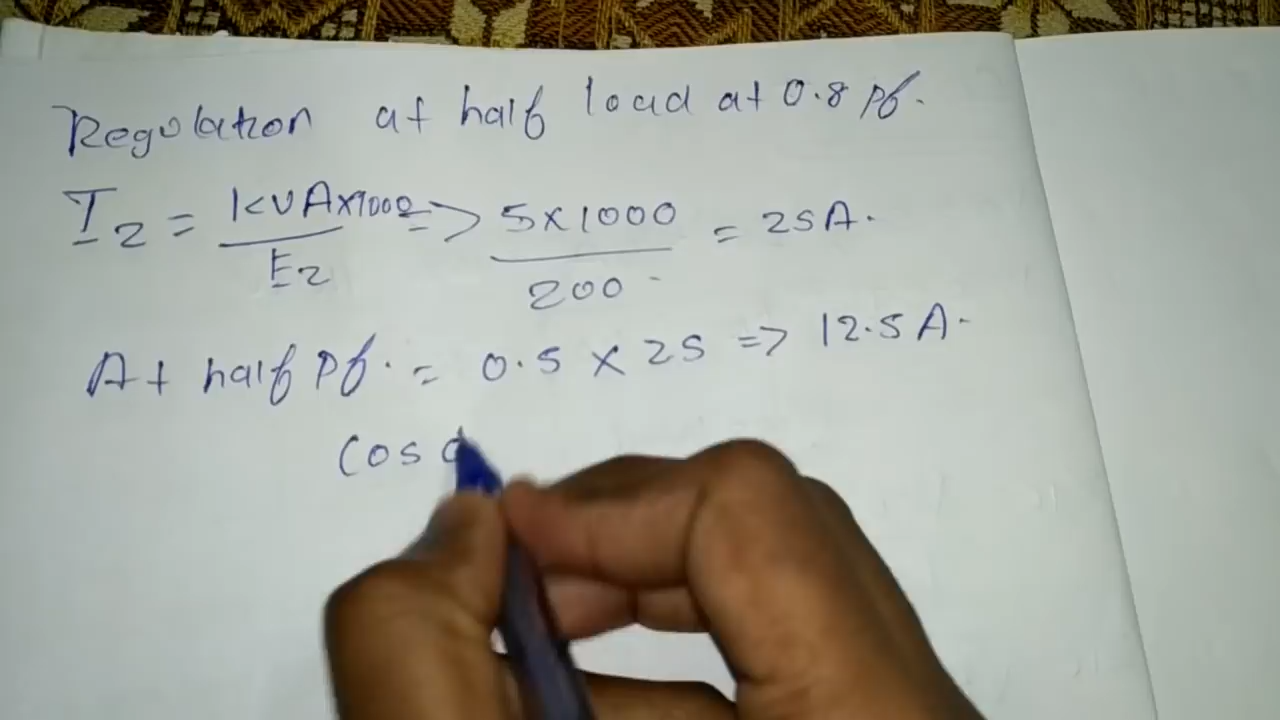 Regulation at half load at 0.8 pf.
I2 = KVA×1000 / E2 => 5×1000 / 200 = 25A.
At half pf. = 0.5 × 25 => 12.5 A.
Cos